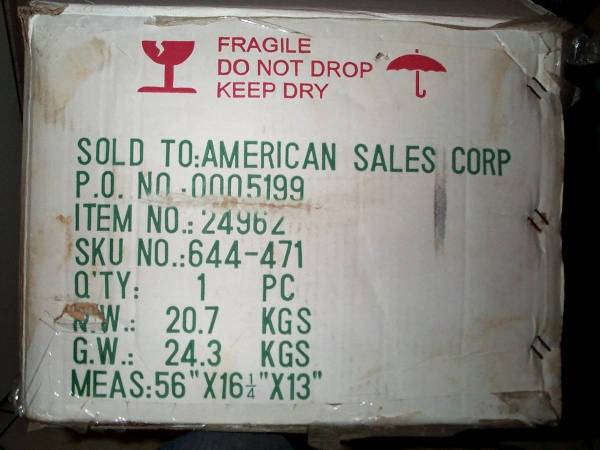 FRAGILE
DO NOT DROP
KEEP DRY
SOLD TO:AMERICAN SALES CORP
P.O. NO.:0005199
ITEM NO.: 24962
SKU NO.:644-471
Q'TY: 1 PC
N.W.: 20.7 KGS
G.W.: 24.3 KGS
MEAS:56"X16¼"X13"